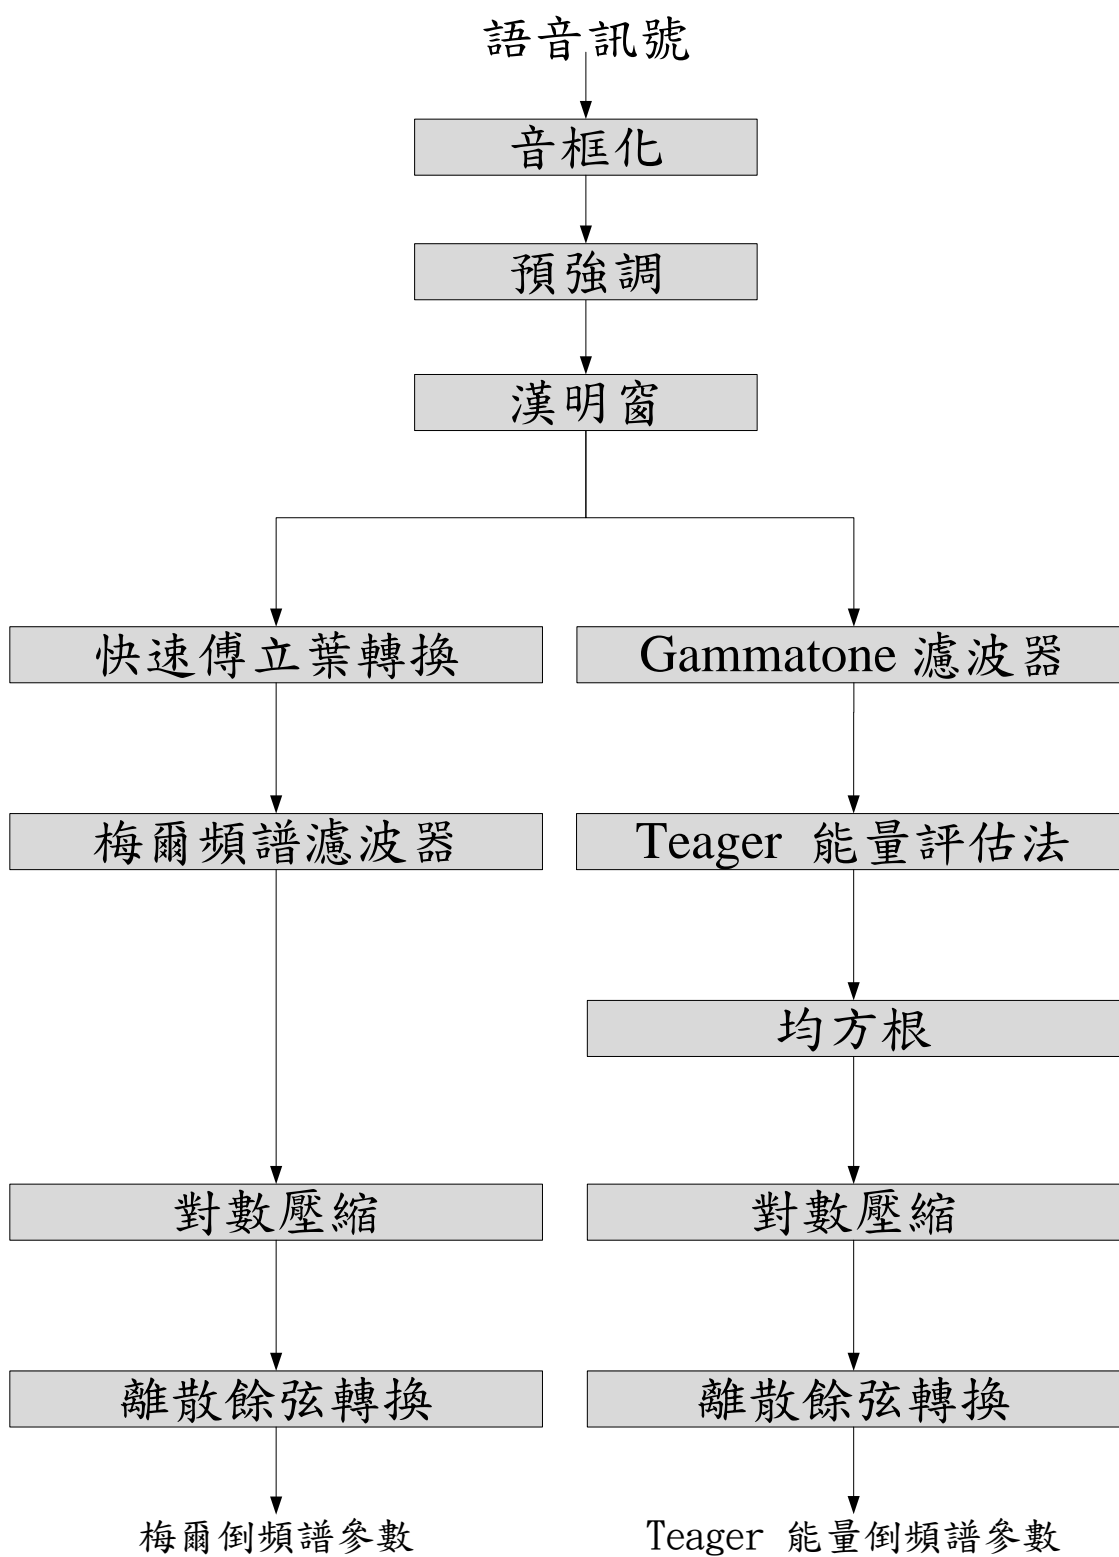 語音訊號
音框化
預強調
漢明窗
快速傅立葉轉換
Gammatone 濾波器
梅爾頻譜濾波器
Teager 能量評估法
均方根
對數壓縮
對數壓縮
離散餘弦轉換
離散餘弦轉換
梅爾倒頻譜參數
Teager 能量倒頻譜參數